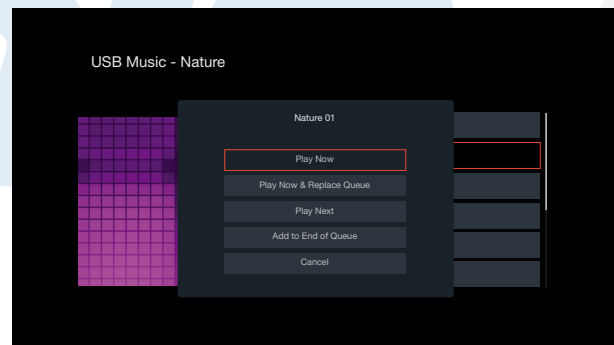 USB Music - Nature
Nature 01
Play Now
Play Now & Replace Queue
Play Next
Add to End of Queue
Cancel